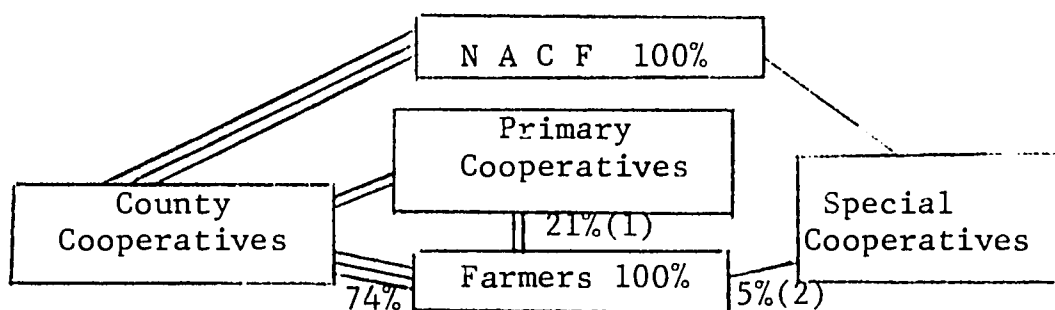 N A C F 100%
Primary
Cooperatives
County
Cooperatives
Special
Cooperatives
21%(1)
Farmers 100%
74%
5%(2)